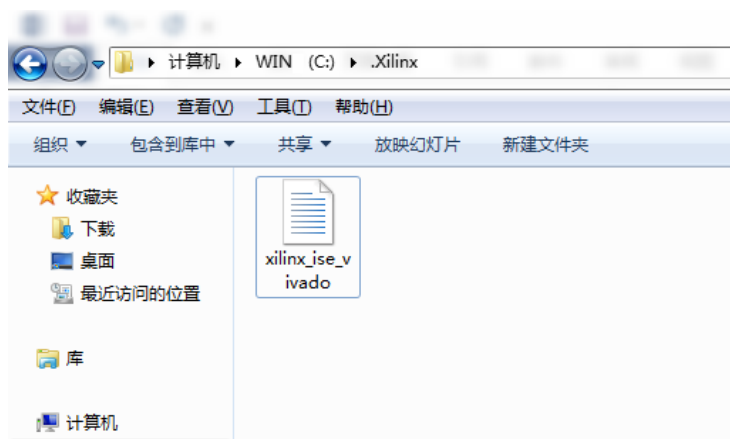 计算机 WIN (C:) .Xilinx
文件(F) 编辑(E) 查看(V) 工具(T) 帮助(H)
组织 包含到库中 共享 放映幻灯片 新建文件夹
收藏夹
下载
桌面
最近访问的位置
库
计算机
xilinx_ise_v
ivado